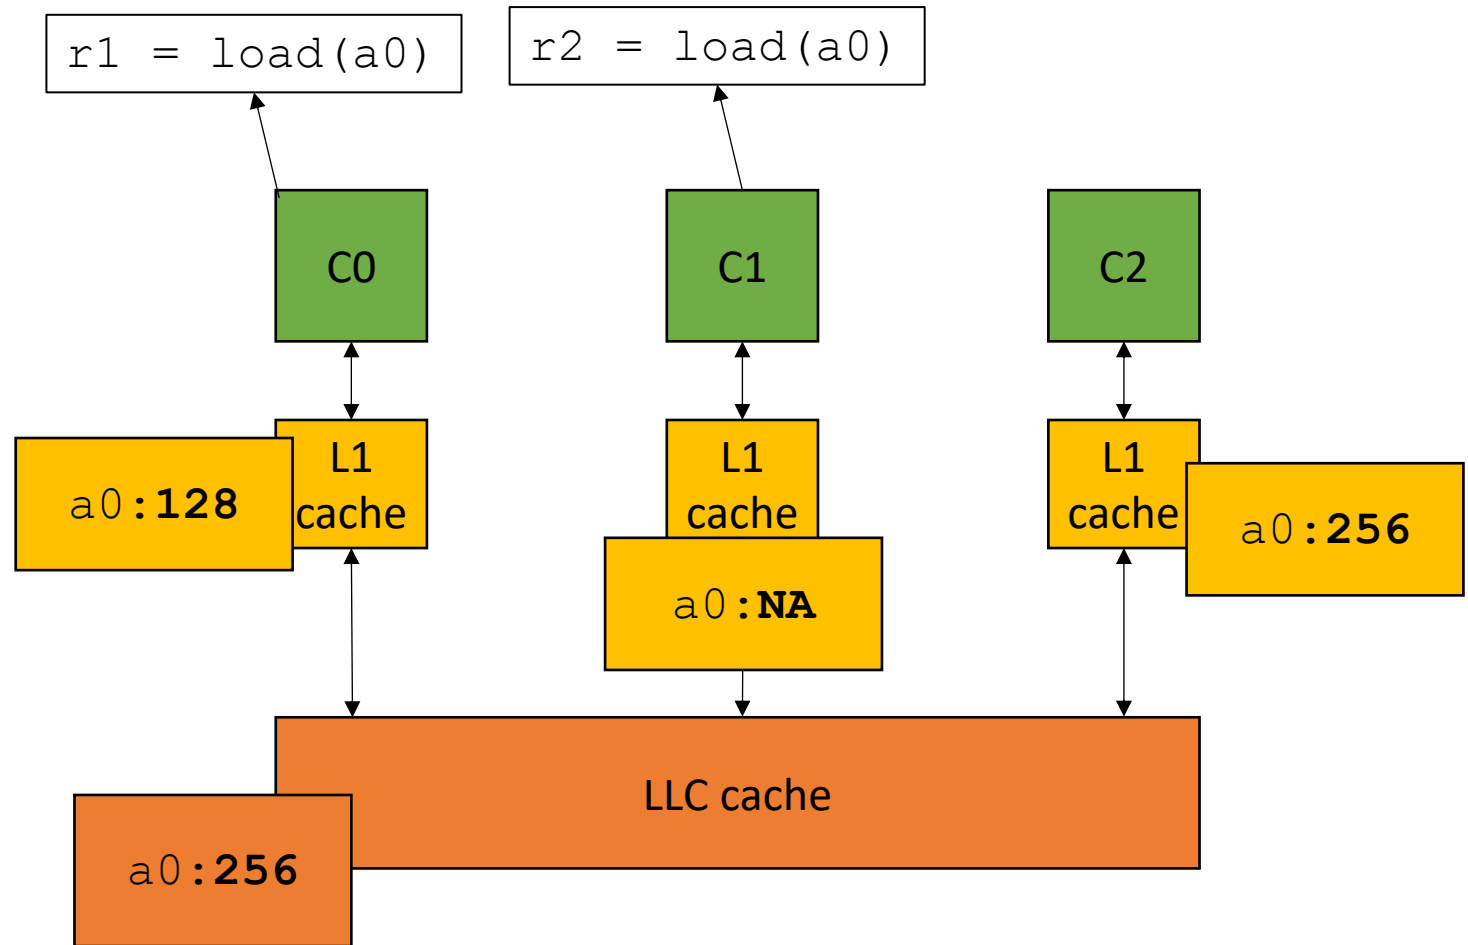 r1 = load(a0)
r2 = load(a0)
C0
C1
C2
L1
cache
a0:128
L1
cache
a0:NA
L1
cache
a0:256
LLC cache
a0:256